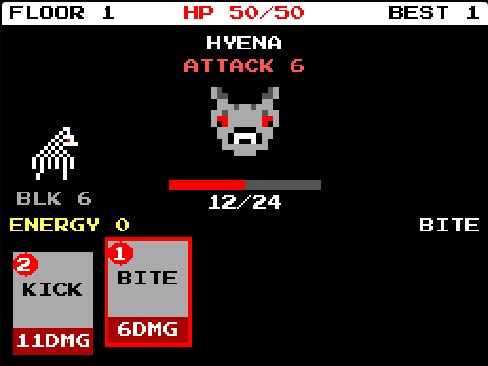 FLOOR 1 HP 50/50 BEST 1
HYENA
ATTACK 6
BLK 6
12/24
ENERGY 0 BITE
2 KICK 11DMG
1 BITE 6DMG